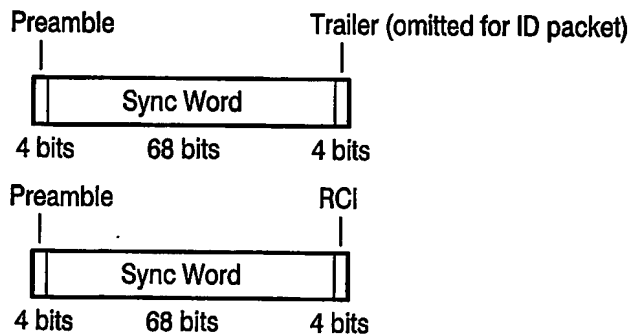 Preamble Trailer (omitted for ID packet)
Sync Word
4 bits 68 bits 4 bits
Preamble RCI
Sync Word
4 bits 68 bits 4 bits